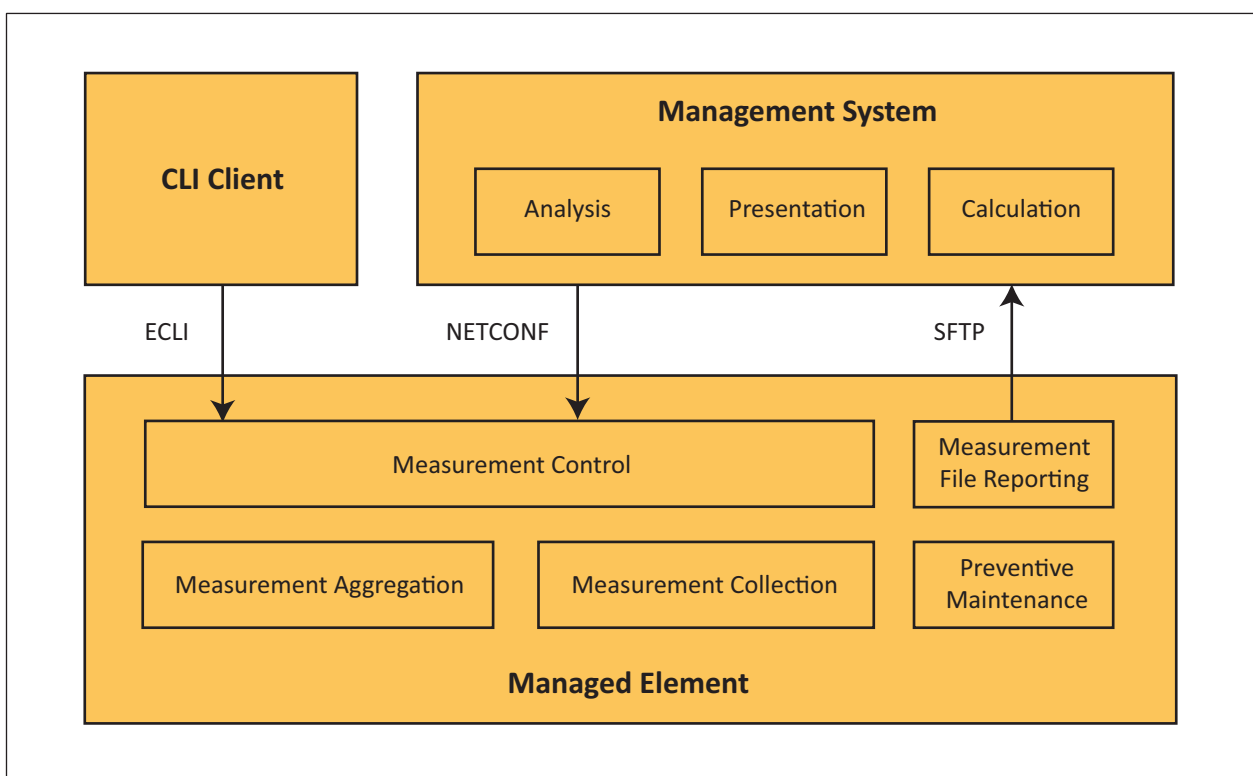 Management System
CLI Client
Analysis
Presentation
Calculation
ECLI
NETCONF
SFTP
Measurement Control
Measurement
File Reporting
Measurement Aggregation
Measurement Collection
Preventive
Maintenance
Managed Element